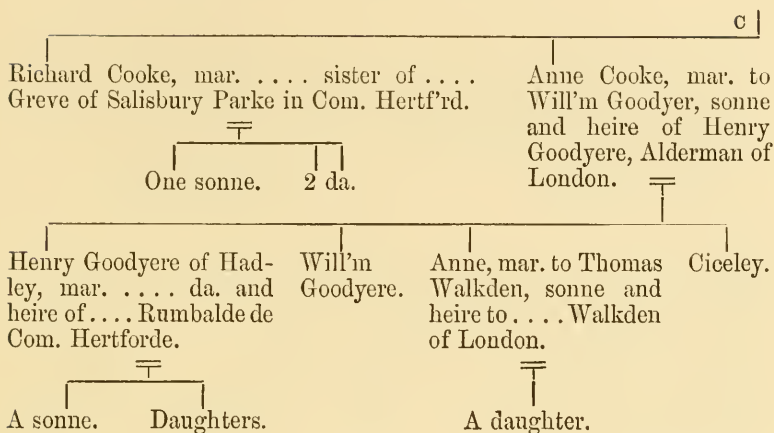 C
Richard Cooke, mar. .... sister of ....
Greve of Salisbury Parke in Com. Hertf'rd.
Anne Cooke, mar. to
Will'm Goodyer, sonne
and heire of Henry
Goodyere, Alderman of
London.
One sonne. 2 da.
Henry Goodyere of Had-
ley, mar. .... da. and
heire of .... Rumbalde de
Com. Hertforde.
Will'm
Goodyere.
Anne, mar. to Thomas
Walkden, sonne and
heire to .... Walkden
of London.
Ciceley.
A sonne. Daughters.
A daughter.